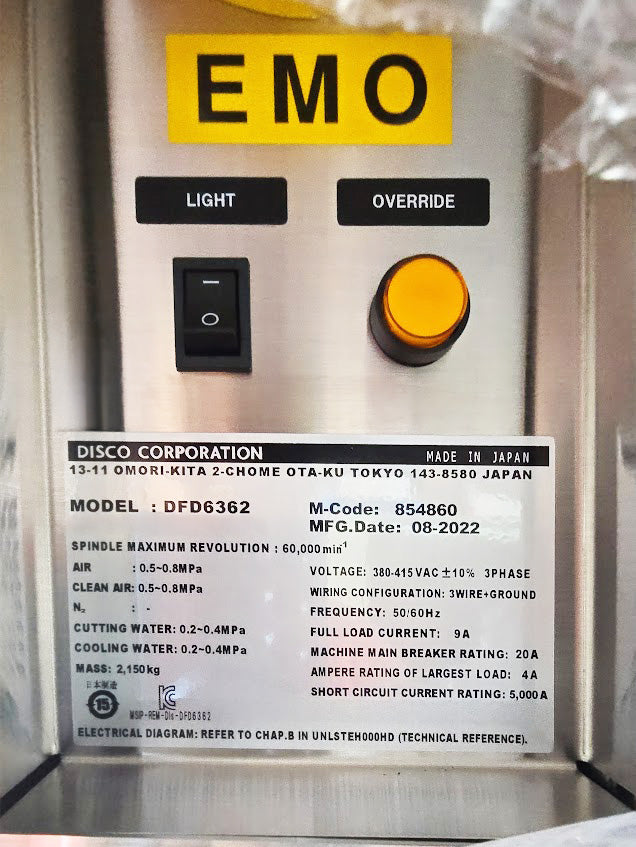 EMO
LIGHT
OVERRIDE
DISCO CORPORATION MADE IN JAPAN
13-11 OMORI-KITA 2-CHOME OTA-KU TOKYO 143-8580 JAPAN
MODEL : DFD6362
M-Code: 854860
MFG.Date: 08-2022
SPINDLE MAXIMUM REVOLUTION : 60,000min⁻¹
AIR : 0.5~0.8MPa
CLEAN AIR: 0.5~0.8MPa
N₂ : -
CUTTING WATER: 0.2~0.4MPa
COOLING WATER: 0.2~0.4MPa
MASS: 2,150kg
VOLTAGE: 380-415VAC ±10% 3PHASE
WIRING CONFIGURATION: 3WIRE+GROUND
FREQUENCY: 50/60Hz
FULL LOAD CURRENT: 9A
MACHINE MAIN BREAKER RATING: 20A
AMPERE RATING OF LARGEST LOAD: 4A
SHORT CIRCUIT CURRENT RATING: 5,000A
日本製造
15
MSIP-REM-DIs-DFD6362
ELECTRICAL DIAGRAM: REFER TO CHAP.B IN UNLSTEH000HD (TECHNICAL REFERENCE).